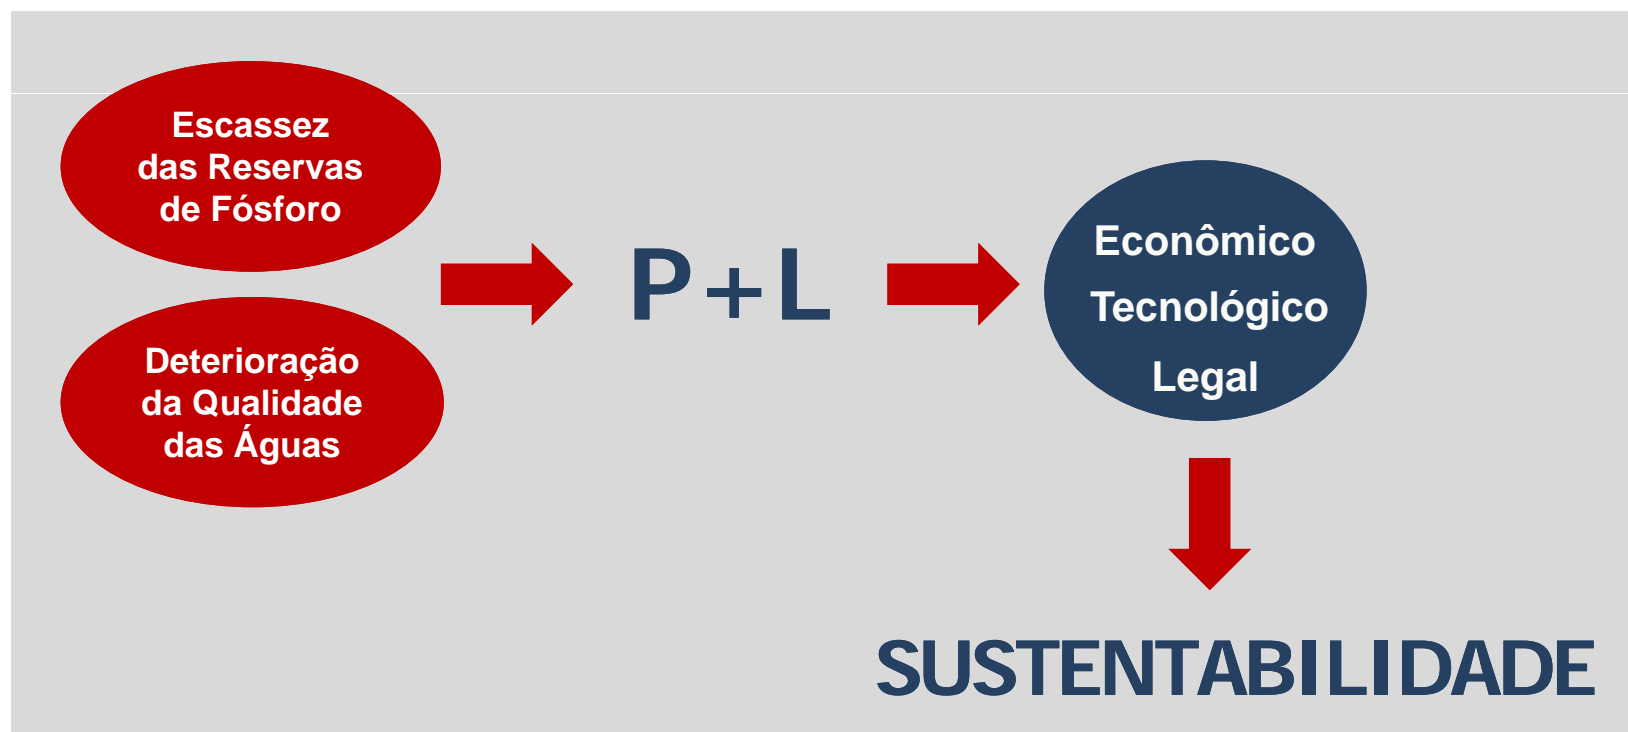 Escassez
das Reservas
de Fósforo
Deterioração
da Qualidade
das Águas
P+L
Econômico
Tecnológico
Legal
SUSTENTABILIDADE